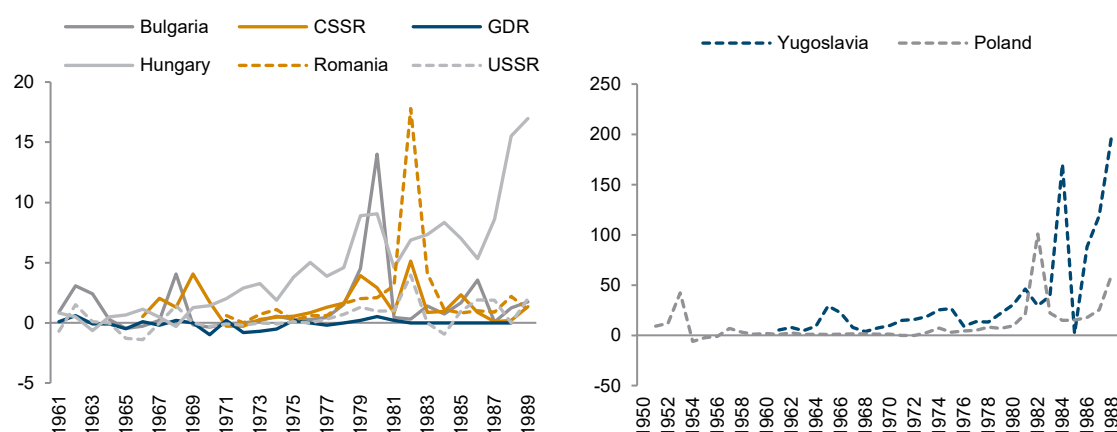 Bulgaria CSSR GDR
Hungary Romania USSR
20
15
10
5
0
-5
1961 1963 1965 1967 1969 1971 1973 1975 1977 1979 1981 1983 1985 1987 1989
Yugoslavia Poland
250
200
150
100
50
0
-50
1950 1952 1954 1956 1958 1960 1962 1964 1966 1968 1970 1972 1974 1976 1978 1980 1982 1984 1986 1988